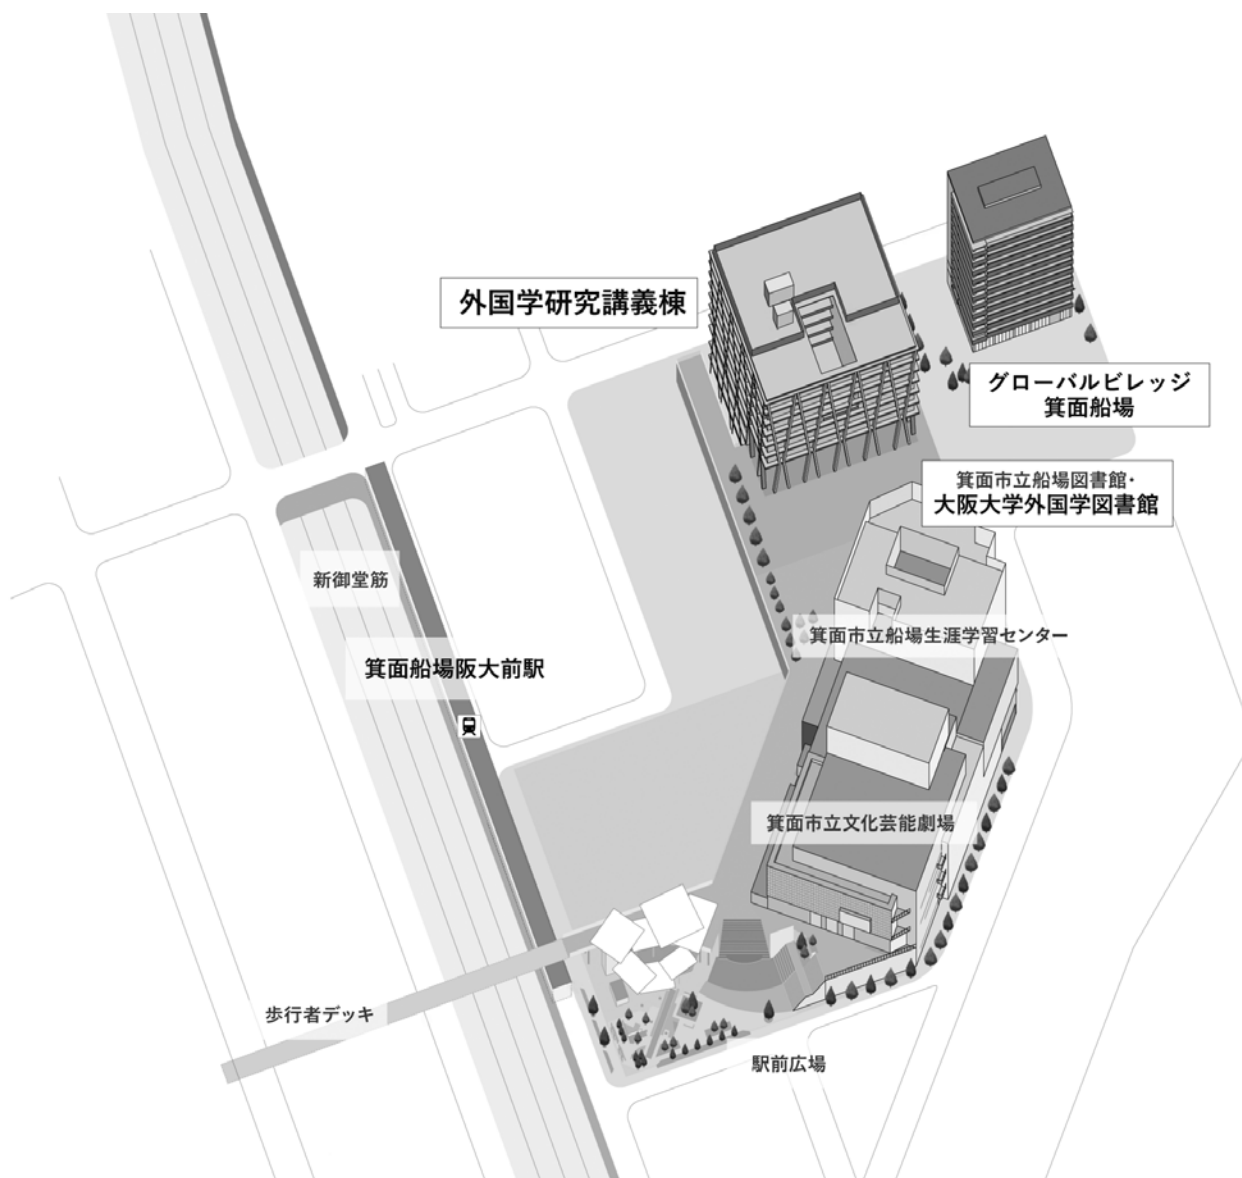 外国学研究講義棟
グローバルビレッジ
箕面船場
箕面市立船場図書館・
大阪大学外国学図書館
新御堂筋
箕面市立船場生涯学習センター
箕面船場阪大前駅
箕面市立文化芸能劇場
歩行者デッキ
駅前広場